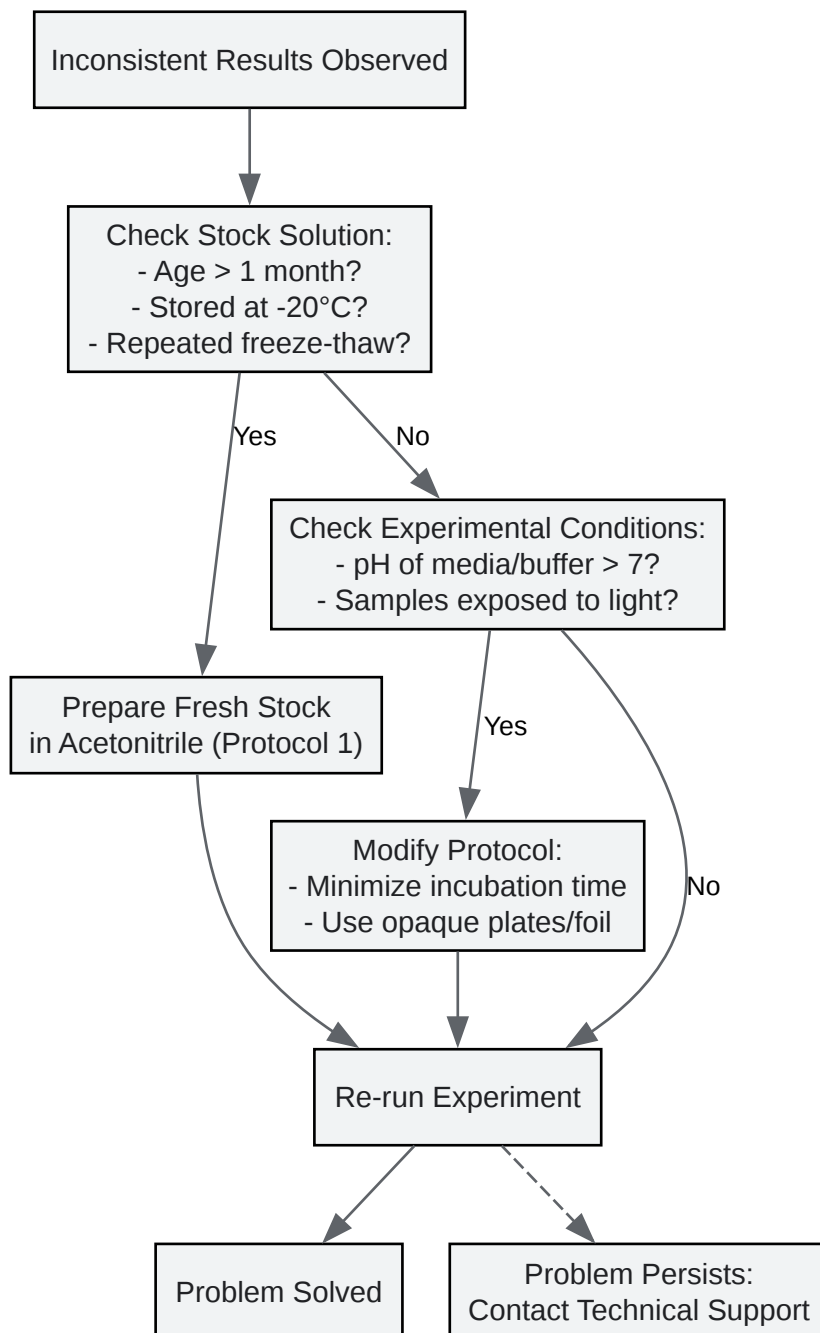 Inconsistent Results Observed
Check Stock Solution:
- Age > 1 month?
- Stored at -20°C?
- Repeated freeze-thaw?
Yes
No
Check Experimental Conditions:
- pH of media/buffer > 7?
- Samples exposed to light?
Prepare Fresh Stock
in Acetonitrile (Protocol 1)
Yes
Modify Protocol:
- Minimize incubation time
- Use opaque plates/foil
No
Re-run Experiment
Problem Solved
Problem Persists:
Contact Technical Support